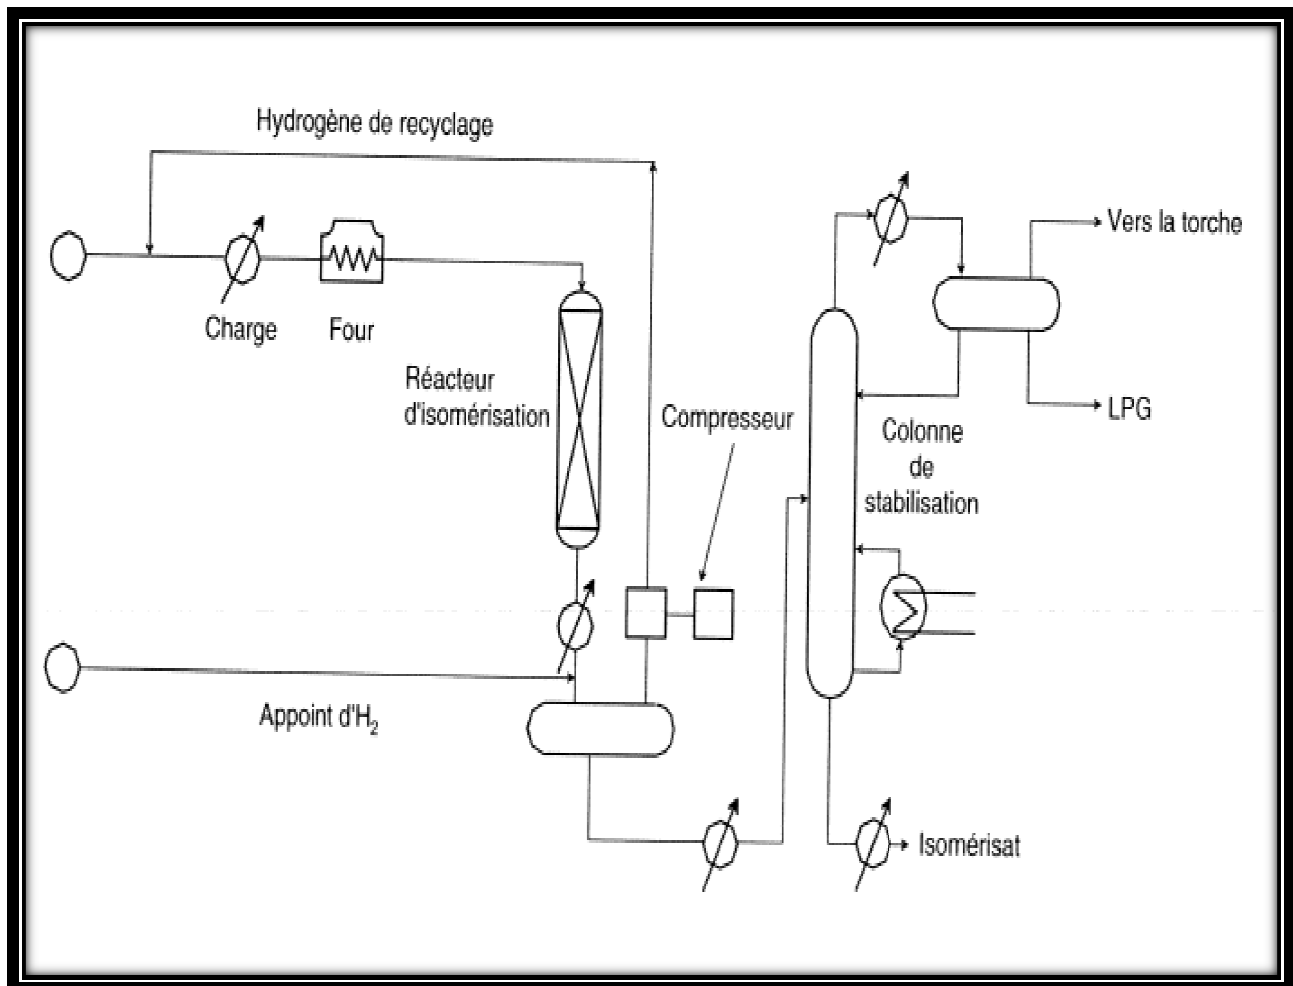 Hydrogène de recyclage
Vers la torche
Charge
Four
Réacteur
d'isomérisation
Compresseur
LPG
Colonne
de
stabilisation
Appoint d'H₂
Isomérisat